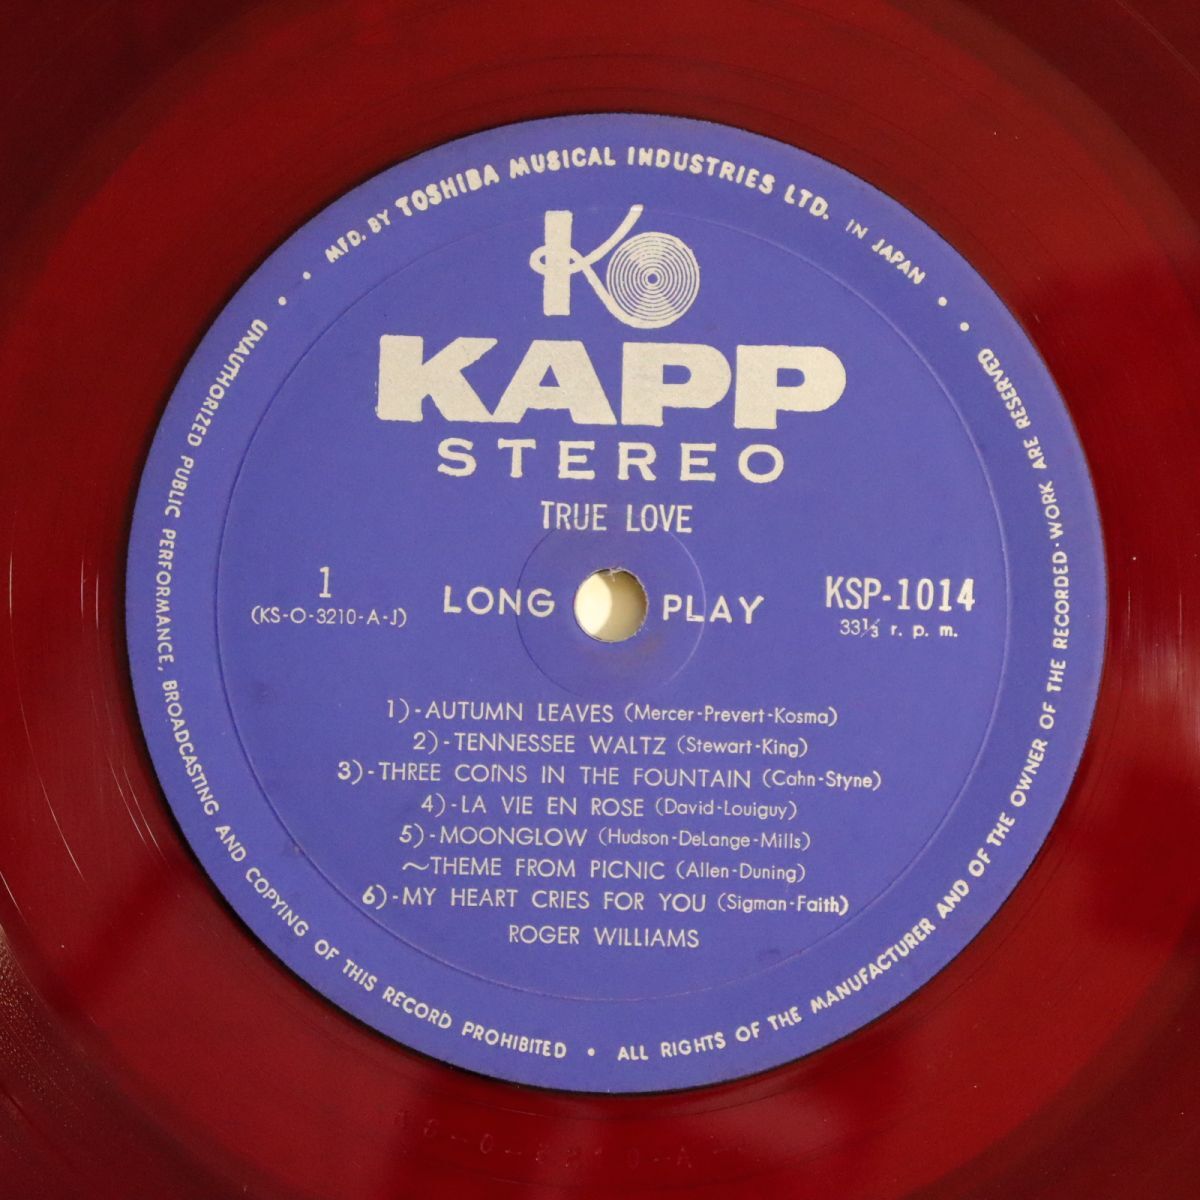 MFD. BY TOSHIBA MUSICAL INDUSTRIES LTD. IN JAPAN
KAPP
STEREO
TRUE LOVE
1
(KS-O-3210-A-J)
LONG PLAY
KSP-1014
33⅓ r. p. m.
1)-AUTUMN LEAVES (Mercer-Prevert-Kosma)
2)-TENNESSEE WALTZ (Stewart-King)
3)-THREE COINS IN THE FOUNTAIN (Cahn-Styne)
4)-LA VIE EN ROSE (David-Louiguy)
5)-MOONGLOW (Hudson-DeLange-Mills)
~THEME FROM PICNIC (Allen-Duning)
6)-MY HEART CRIES FOR YOU (Sigman-Faith)
ROGER WILLIAMS
UNAUTHORIZED PUBLIC PERFORMANCE, BROADCASTING AND COPYING OF THIS RECORD PROHIBITED • ALL RIGHTS OF THE MANUFACTURER AND OF THE OWNER OF THE RECORDED-WORK ARE RESERVED